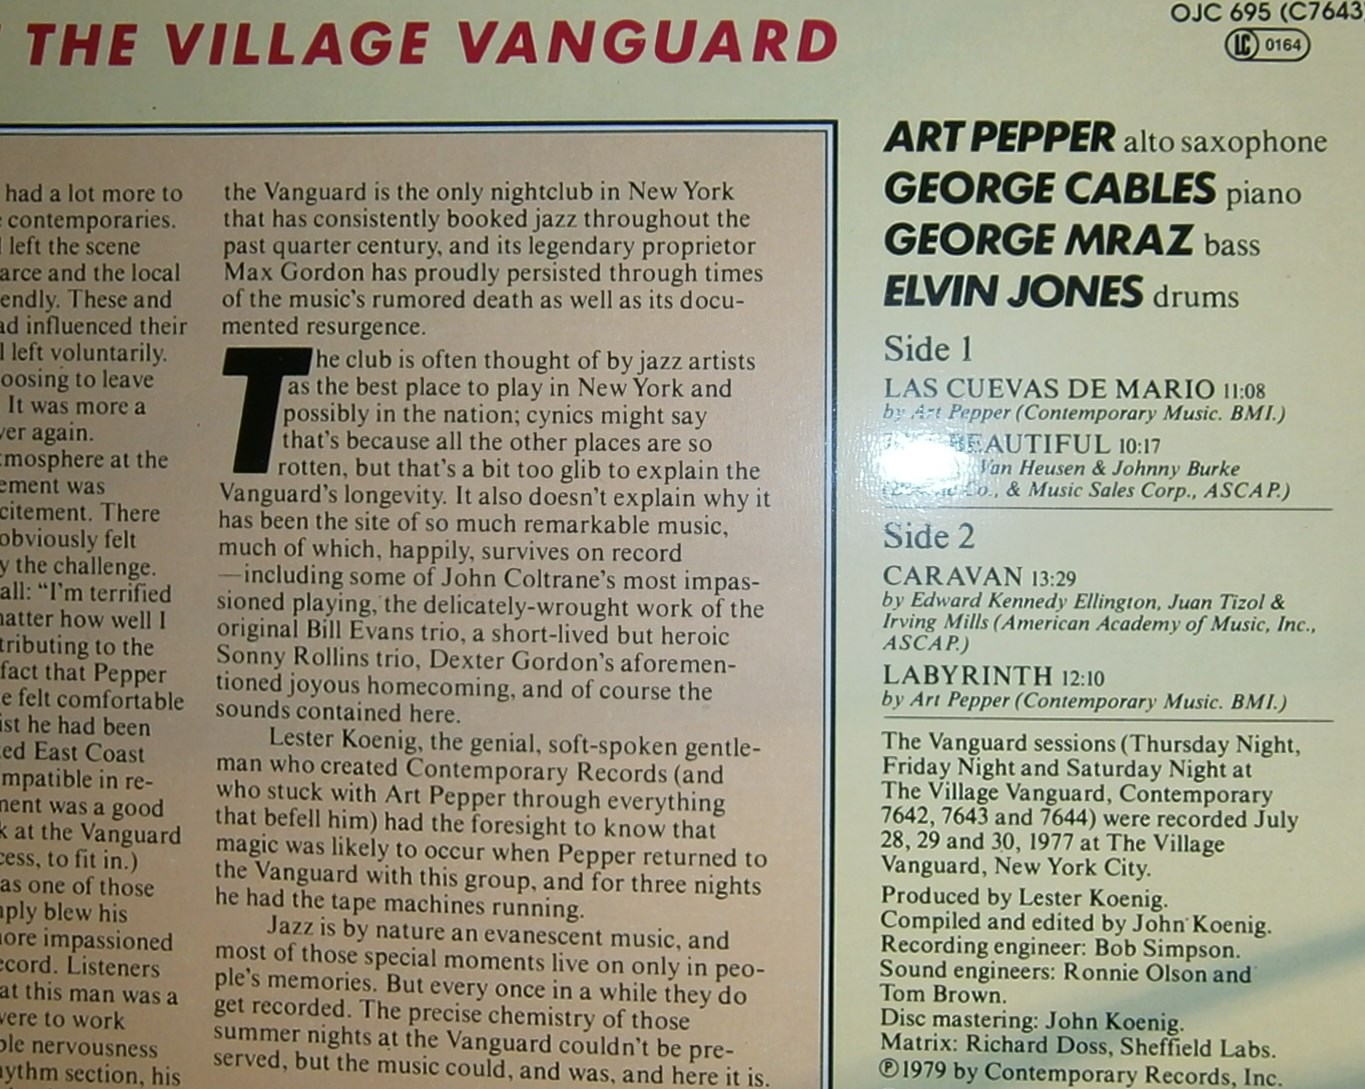 THE VILLAGE VANGUARD
OJC 695 (C7643
LC 0164
had a lot more to
contemporaries.
left the scene
and the local
These and
influenced their
left voluntarily.
to leave
It was more a
again.
at the
was
There
obviously felt
the challenge.
all: “I'm terrified
how well I
to the
fact that Pepper
felt comfortable
he had been
East Coast
in re-
was a good
at the Vanguard
to fit in.)
as one of those
blew his
impassioned
Listeners
at this man was a
were to work
nervousness
section, his
the Vanguard is the only nightclub in New York
that has consistently booked jazz throughout the
past quarter century, and its legendary proprietor
Max Gordon has proudly persisted through times
of the music's rumored death as well as its docu-
mented resurgence.
The club is often thought of by jazz artists
as the best place to play in New York and
possibly in the nation; cynics might say
that's because all the other places are so
rotten, but that's a bit too glib to explain the
Vanguard's longevity. It also doesn't explain why it
has been the site of so much remarkable music,
much of which, happily, survives on record
—including some of John Coltrane's most impas-
sioned playing, the delicately-wrought work of the
original Bill Evans trio, a short-lived but heroic
Sonny Rollins trio, Dexter Gordon's aforemen-
tioned joyous homecoming, and of course the
sounds contained here.
Lester Koenig, the genial, soft-spoken gentle-
man who created Contemporary Records (and
who stuck with Art Pepper through everything
that befell him) had the foresight to know that
magic was likely to occur when Pepper returned to
the Vanguard with this group, and for three nights
he had the tape machines running.
Jazz is by nature an evanescent music, and
most of those special moments live on only in peo-
ple's memories. But every once in a while they do
get recorded. The precise chemistry of those
summer nights at the Vanguard couldn't be pre-
served, but the music could, and was, and here it is.
ART PEPPER alto saxophone
GEORGE CABLES piano
GEORGE MRAZ bass
ELVIN JONES drums
Side 1
LAS CUEVAS DE MARIO 11:08
by Art Pepper (Contemporary Music. BMI.)
BEAUTIFUL 10:17
Van Heusen & Johnny Burke
Co., & Music Sales Corp., ASCAP.)
Side 2
CARAVAN 13:29
by Edward Kennedy Ellington, Juan Tizol &
Irving Mills (American Academy of Music, Inc.,
ASCAP.)
LABYRINTH 12:10
by Art Pepper (Contemporary Music. BMI.)
The Vanguard sessions (Thursday Night,
Friday Night and Saturday Night at
The Village Vanguard, Contemporary
7642, 7643 and 7644) were recorded July
28, 29 and 30, 1977 at The Village
Vanguard, New York City.
Produced by Lester Koenig.
Compiled and edited by John Koenig.
Recording engineer: Bob Simpson.
Sound engineers: Ronnie Olson and
Tom Brown.
Disc mastering: John Koenig.
Matrix: Richard Doss, Sheffield Labs.
℗1979 by Contemporary Records, Inc.